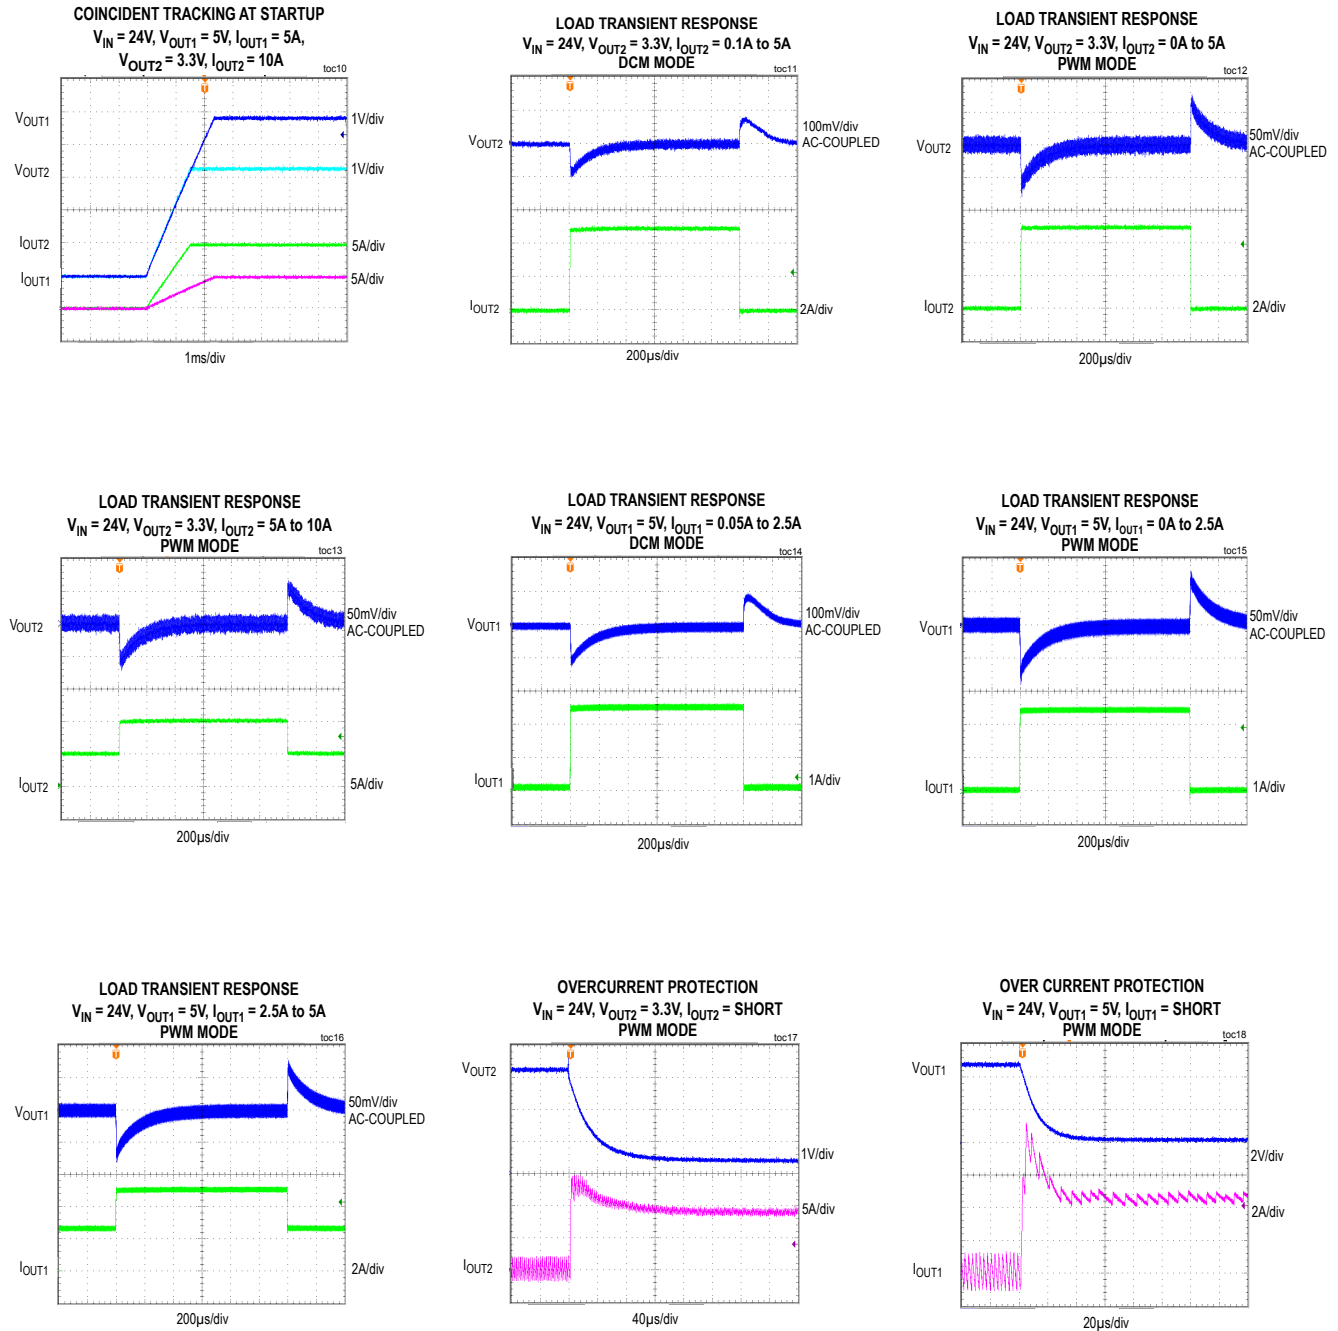 COINCIDENT TRACKING AT STARTUP
VIN = 24V, VOUT1 = 5V, IOUT1 = 5A,
VOUT2 = 3.3V, IOUT2 = 10A
toc10
T
VOUT1
1V/div
VOUT2
1V/div
IOUT2
5A/div
IOUT1
5A/div
1ms/div
LOAD TRANSIENT RESPONSE
VIN = 24V, VOUT2 = 3.3V, IOUT2 = 0.1A to 5A
DCM MODE
toc11
T
100mV/div
VOUT2
AC-COUPLED
IOUT2
2A/div
200µs/div
LOAD TRANSIENT RESPONSE
VIN = 24V, VOUT2 = 3.3V, IOUT2 = 0A to 5A
PWM MODE
toc12
T
50mV/div
VOUT2
AC-COUPLED
IOUT2
2A/div
200µs/div
LOAD TRANSIENT RESPONSE
VIN = 24V, VOUT2 = 3.3V, IOUT2 = 5A to 10A
PWM MODE
toc13
T
50mV/div
VOUT2
AC-COUPLED
IOUT2
5A/div
200µs/div
LOAD TRANSIENT RESPONSE
VIN = 24V, VOUT1 = 5V, IOUT1 = 0.05A to 2.5A
DCM MODE
toc14
T
100mV/div
VOUT1
AC-COUPLED
IOUT1
1A/div
200µs/div
LOAD TRANSIENT RESPONSE
VIN = 24V, VOUT1 = 5V, IOUT1 = 0A to 2.5A
PWM MODE
toc15
T
50mV/div
VOUT1
AC-COUPLED
IOUT1
1A/div
200µs/div
LOAD TRANSIENT RESPONSE
VIN = 24V, VOUT1 = 5V, IOUT1 = 2.5A to 5A
PWM MODE
toc16
T
50mV/div
VOUT1
AC-COUPLED
IOUT1
2A/div
200µs/div
OVERCURRENT PROTECTION
VIN = 24V, VOUT2 = 3.3V, IOUT2 = SHORT
PWM MODE
toc17
T
VOUT2
1V/div
5A/div
IOUT2
40µs/div
OVER CURRENT PROTECTION
VIN = 24V, VOUT1 = 5V, IOUT1 = SHORT
PWM MODE
toc18
T
VOUT1
2V/div
2A/div
IOUT1
20µs/div